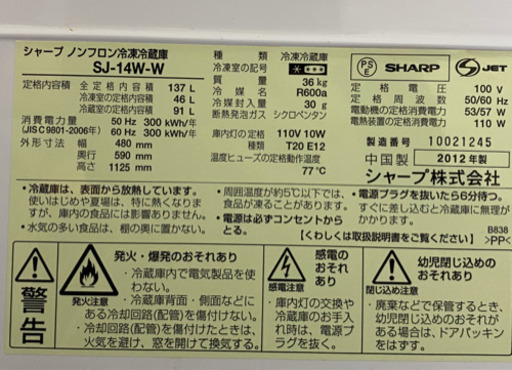 シャープ ノンフロン冷凍冷蔵庫
SJ-14W-W
定格内容積 全定格内容積 137 L
冷凍室の定格内容積 46 L
冷蔵室の定格内容積 91 L
消費電力量 50 Hz 300 kWh/年
(JIS C 9801-2006年) 60 Hz 300 kWh/年
外形寸法 幅 480 mm
奥行 590 mm
高さ 1125 mm
種類 冷凍冷蔵庫
冷凍室の記号
質量 36 kg
冷媒 R600a
冷媒封入量 30 g
断熱発泡ガス シクロペンタン
庫内灯の定格 110V 10W
T20 E12
温度ヒューズの定格動作温度
77℃
PS
E
SHARP
S JET
定格電圧 100 V
定格周波数 50/60 Hz
電動機の定格消費電力 53/57 W
電熱装置の定格消費電力 110 W
製造番号 10021245
中国製 2012年製
シャープ株式会社
・冷蔵庫は、表面から放熱しています。
使いはじめや夏場は、特に熱くなりますが、庫内の食品には影響ありません。
・水気の多い食品は、棚の奥に置かない。
・周囲温度が約5℃以下では、食品が凍ることがあります。
・電源は必ずコンセントから
とる。
・電源プラグを抜いたら6分待つ。
すぐに差し込むと冷蔵庫に無理がかかります。
【くわしくは取扱説明書をご覧ください】
B838
>PP<
警告
発火・爆発のおそれあり
発火注意
・冷蔵庫内で電気製品を使わない。
・冷蔵庫背面・側面などにある冷却回路(配管)を傷付けない
・冷却回路(配管)を傷付けたときは、火気を避け、窓を開けて換気する。
感電のおそれあり
感電注意
・庫内灯の交換や冷蔵庫のお手入れ時は、電源プラグを抜く。
幼児閉じ込めのおそれあり
閉じ込め注意
・廃棄などで保管するとき、幼児閉じ込めのおそれがある場合は、ドアパッキンをはずす。